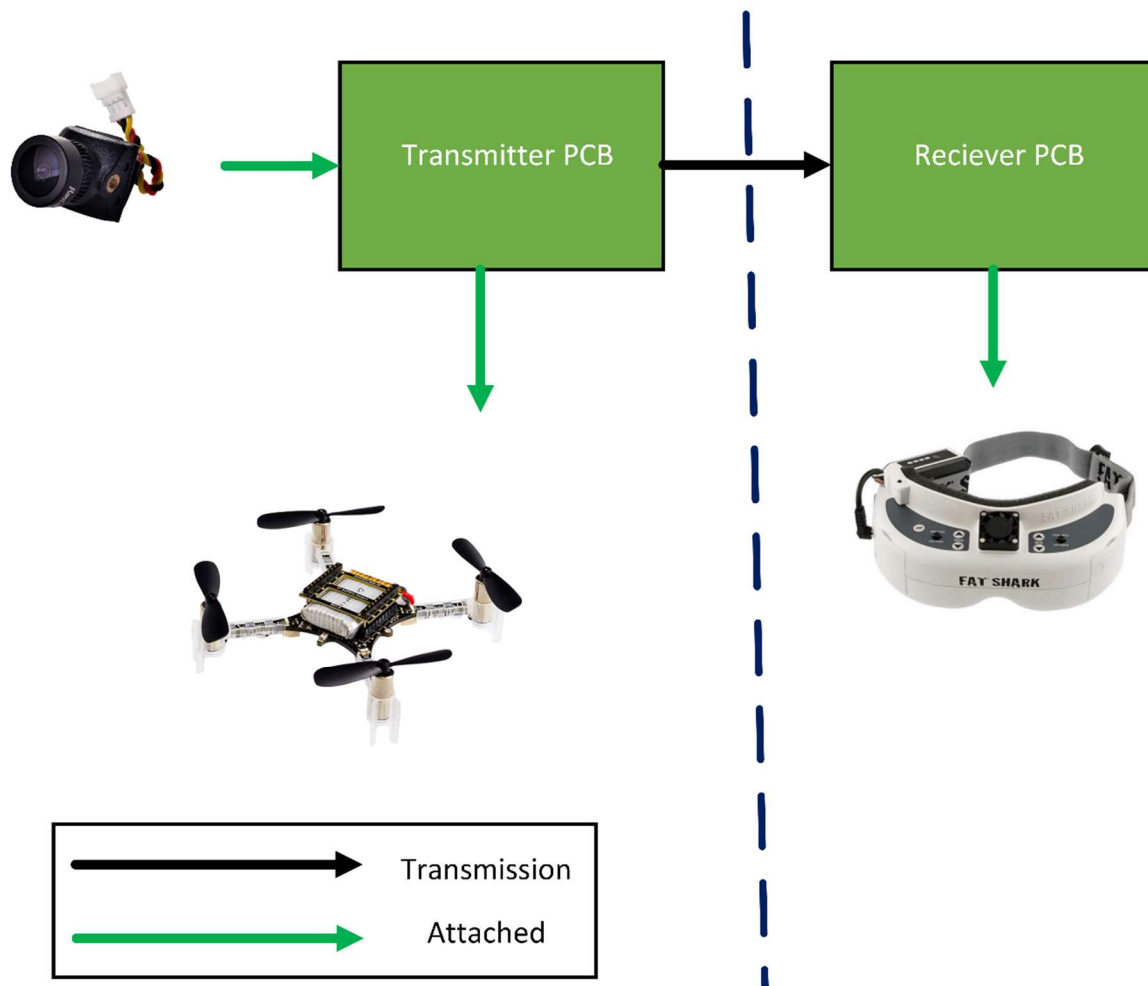 Transmitter PCB
Reciever PCB
FAT SHARK
Transmission
Attached